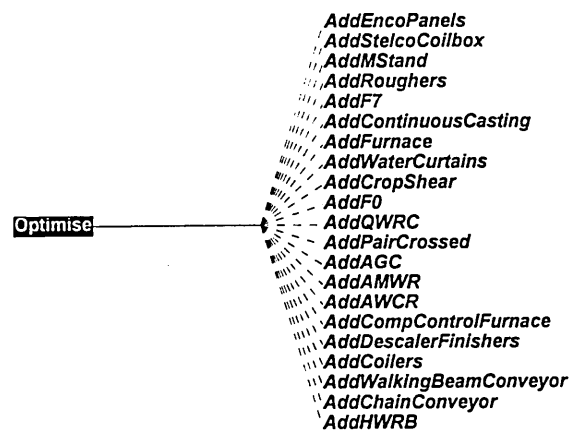 AddEncoPanels
AddStelcoCoilbox
AddMStand
AddRoughers
AddF7
AddContinuousCasting
AddFurnace
AddWaterCurtains
AddCropShear
AddF0
Optimise
AddQWRC
AddPairCrossed
AddAGC
AddAMWR
AddAWCR
AddCompControlFurnace
AddDescalerFinishers
AddCoilers
AddWalkingBeamConveyor
AddChainConveyor
AddHWRB